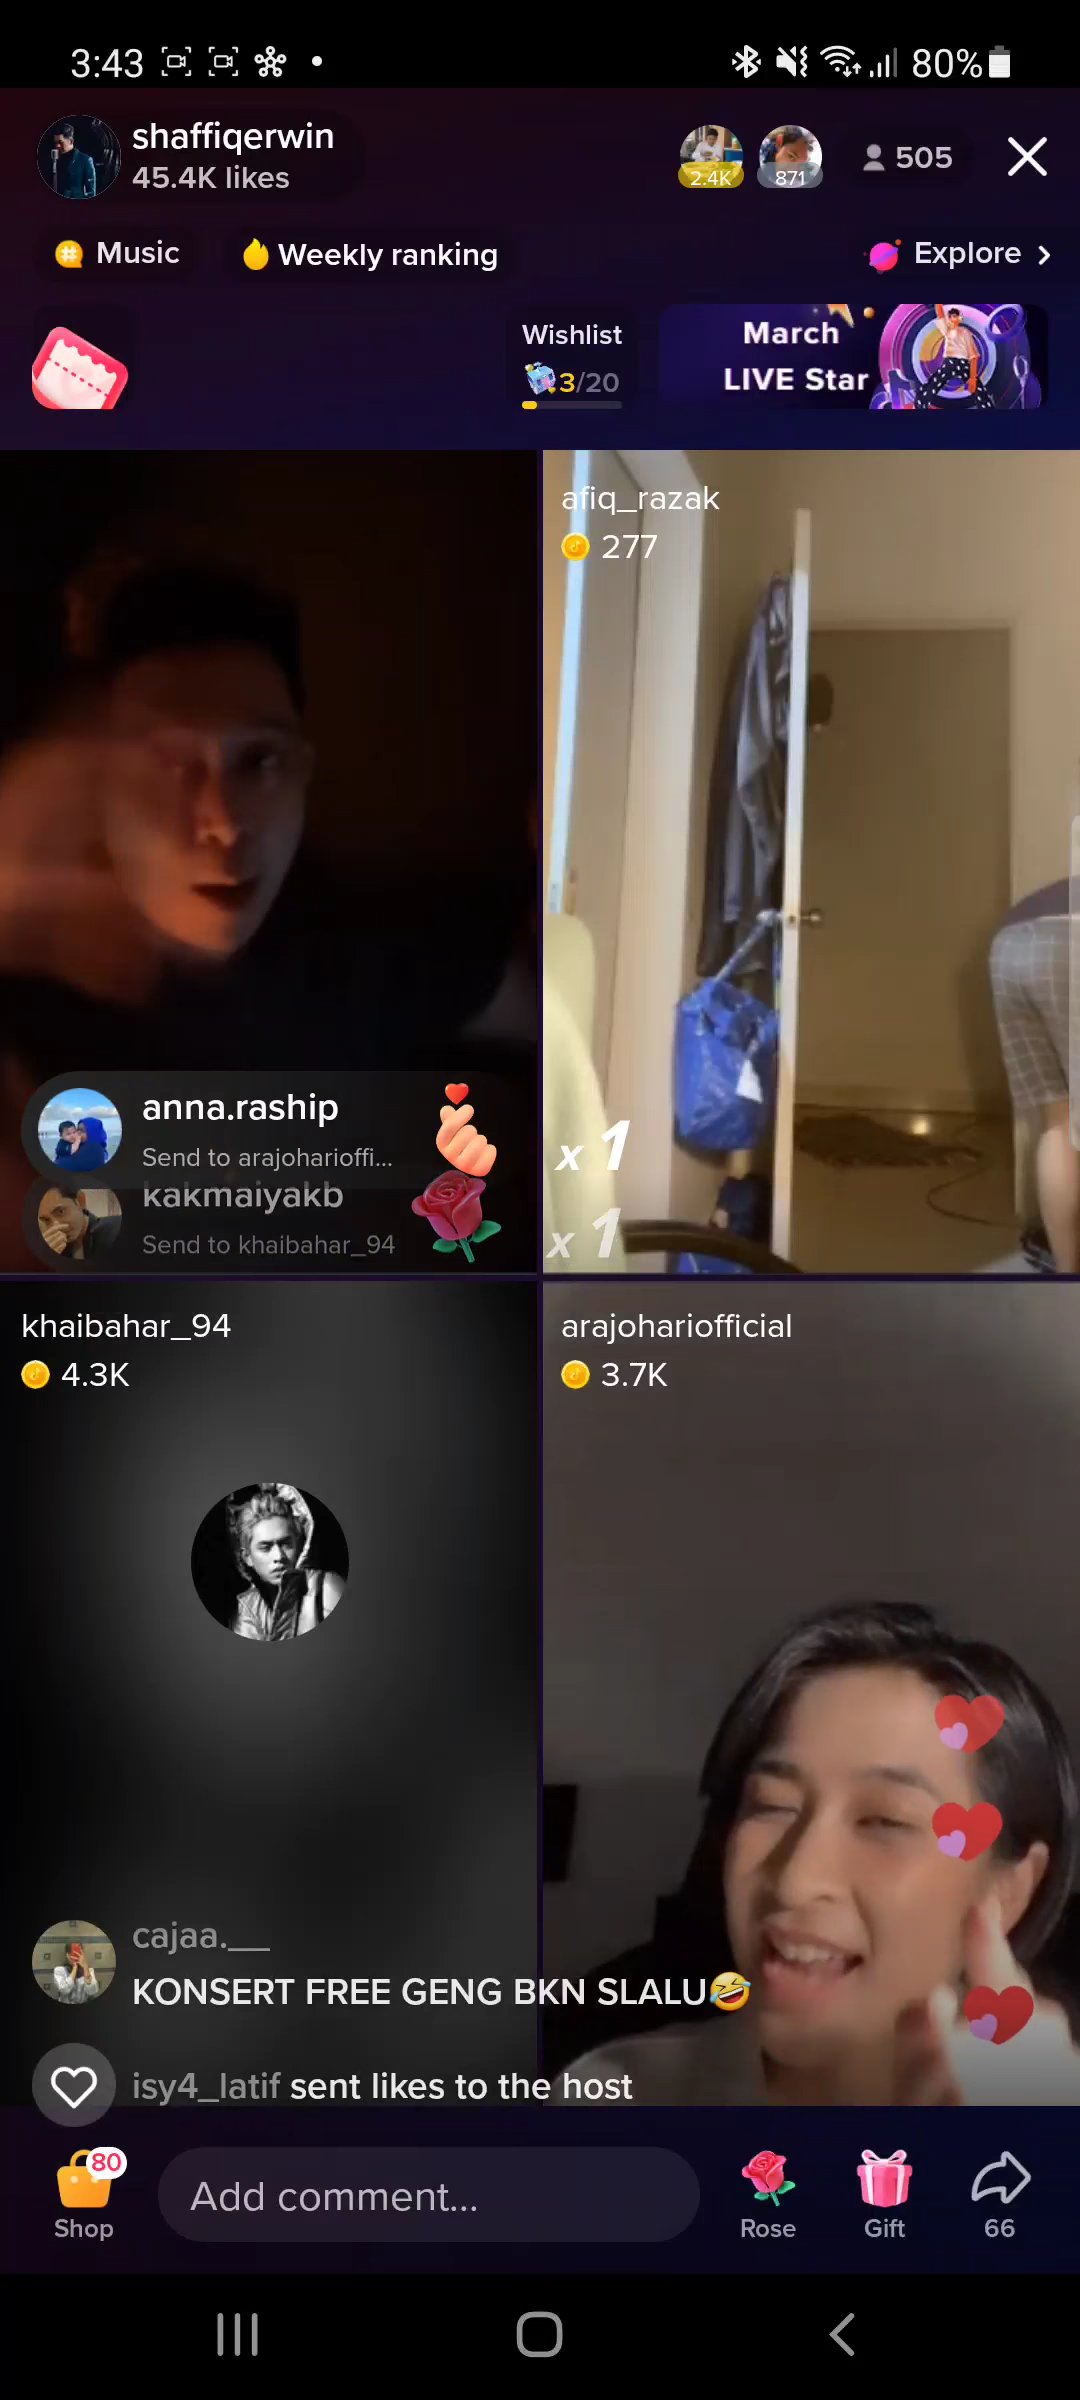 3:43
80%
shaffiqerwin
45.4K likes
2.4K
871
505
Music
Weekly ranking
Explore
Wishlist
3/20
March
LIVE Star
afiq_razak
277
anna.raship
Send to arajoharioffi...
x 1
kakmaiyakb
Send to khaibahar_94
x 1
khaibahar_94
4.3K
arajohariofficial
3.7K
cajaa.__
KONSERT FREE GENG BKN SLALU🤣
isy4_latif sent likes to the host
80
Shop
Add comment...
Rose
Gift
66